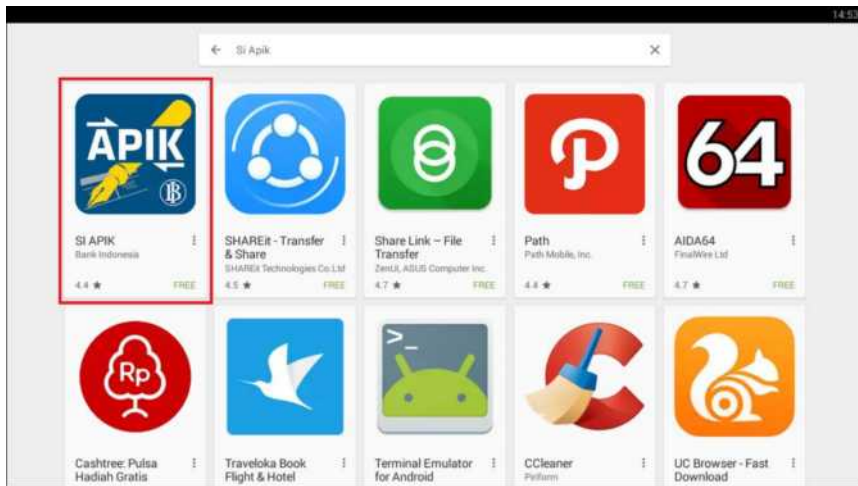 14:53
Si Apik
APIK
64
SI APIK
Bank Indonesia
4.4 ★ FREE
SHAREit - Transfer
& Share
SHAREit Technologies Co.Ltd
4.5 ★ FREE
Share Link – File
Transfer
ZenUI, ASUS Computer Inc.
4.7 ★ FREE
Path
Path Mobile, Inc.
4.4 ★ FREE
AIDA64
FinalWire Ltd
4.7 ★ FREE
Rp
>_
Cashtree: Pulsa
Hadiah Gratis
Traveloka Book
Flight & Hotel
Terminal Emulator
for Android
CCleaner
Piriform
UC Browser - Fast
Download